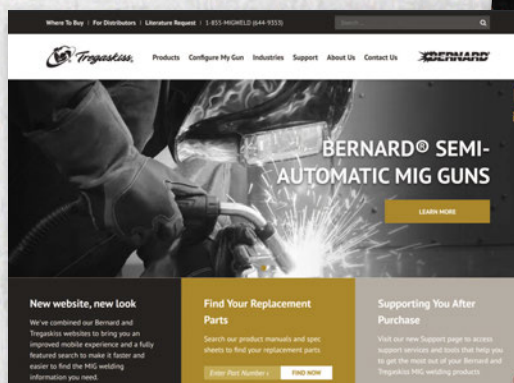 Where To Buy | For Distributors | Literature Request | 1-855-MIGWELD (644-9353)
Search ...
Tregaskiss
Products Configure My Gun Industries Support About Us Contact Us
BERNARD
BERNARD® SEMI-
AUTOMATIC MIG GUNS
LEARN MORE
New website, new look
We've combined our Bernard and
Tregaskiss websites to bring you an
improved mobile experience and a fully
featured search to make it faster and
easier to find the MIG welding
information you need.
Find Your Replacement
Parts
Search our product manuals and spec
sheets to find your replacement parts
Enter Part Number
FIND NOW
Supporting You After
Purchase
Visit our new Support page to access
support services and tools that help you
to get the most out of your Bernard and
Tregaskiss MIG welding products